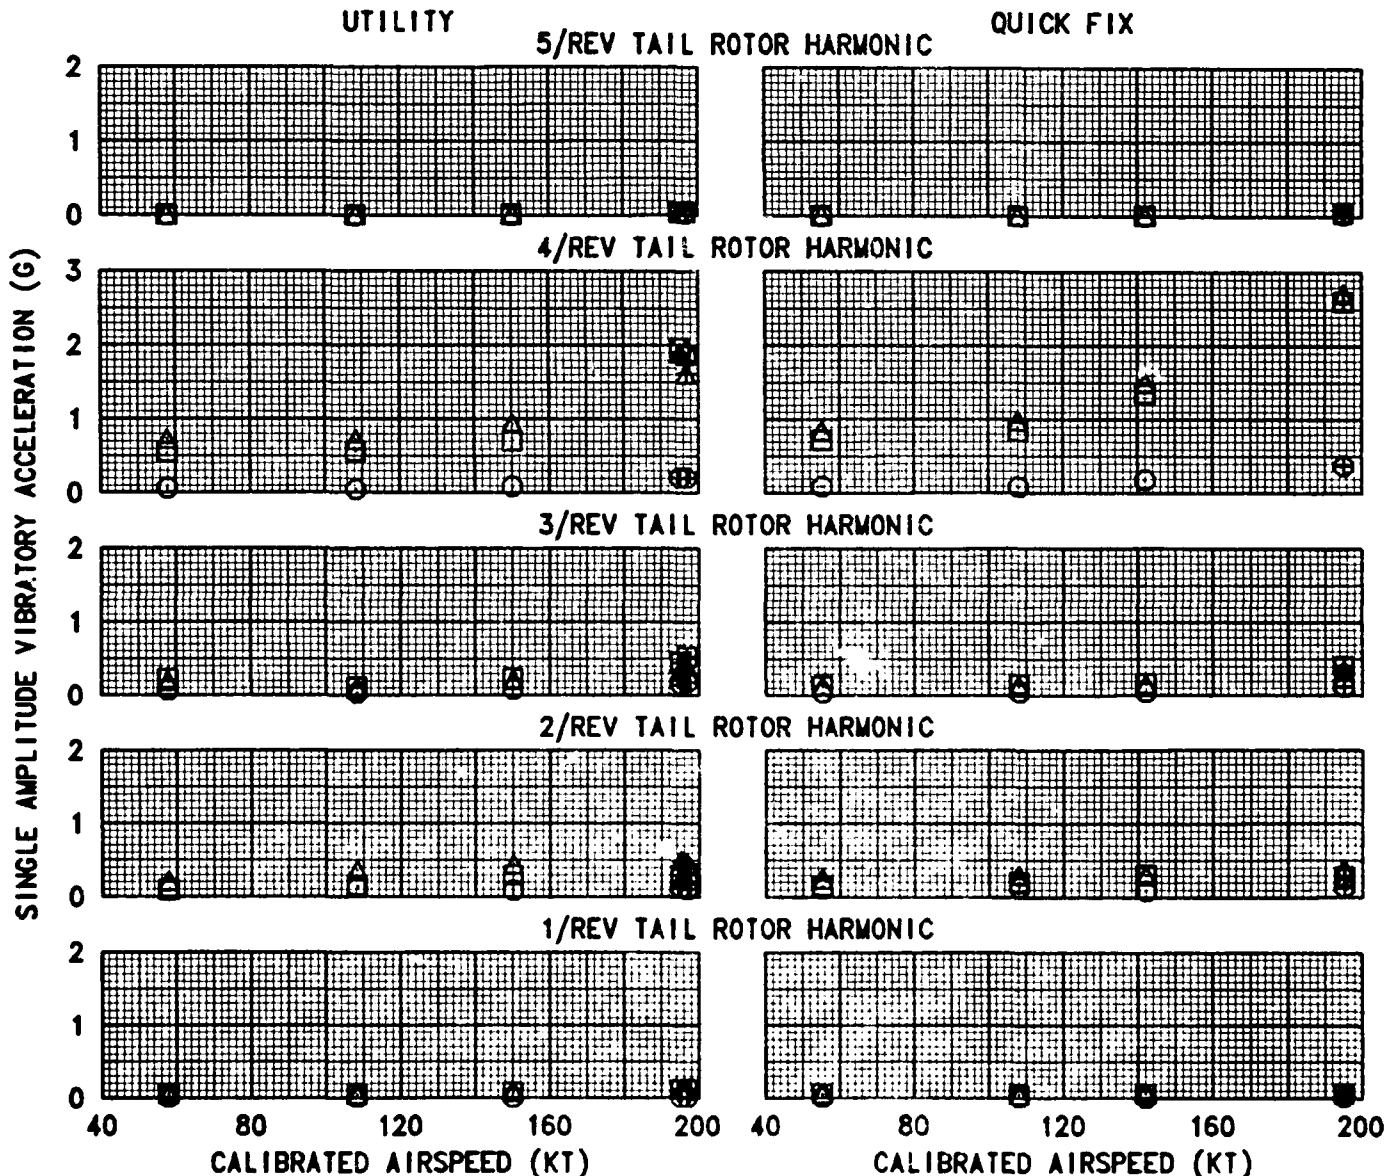 UTILITY QUICK FIX
5/REV TAIL ROTOR HARMONIC
2
1
0
4/REV TAIL ROTOR HARMONIC
3
2
1
0
3/REV TAIL ROTOR HARMONIC
2
1
0
2/REV TAIL ROTOR HARMONIC
2
1
0
1/REV TAIL ROTOR HARMONIC
2
1
0
40 80 120 160 200 40 80 120 160 200
CALIBRATED AIRSPEED (KT) CALIBRATED AIRSPEED (KT)
SINGLE AMPLITUDE VIBRATORY ACCELERATION (G)